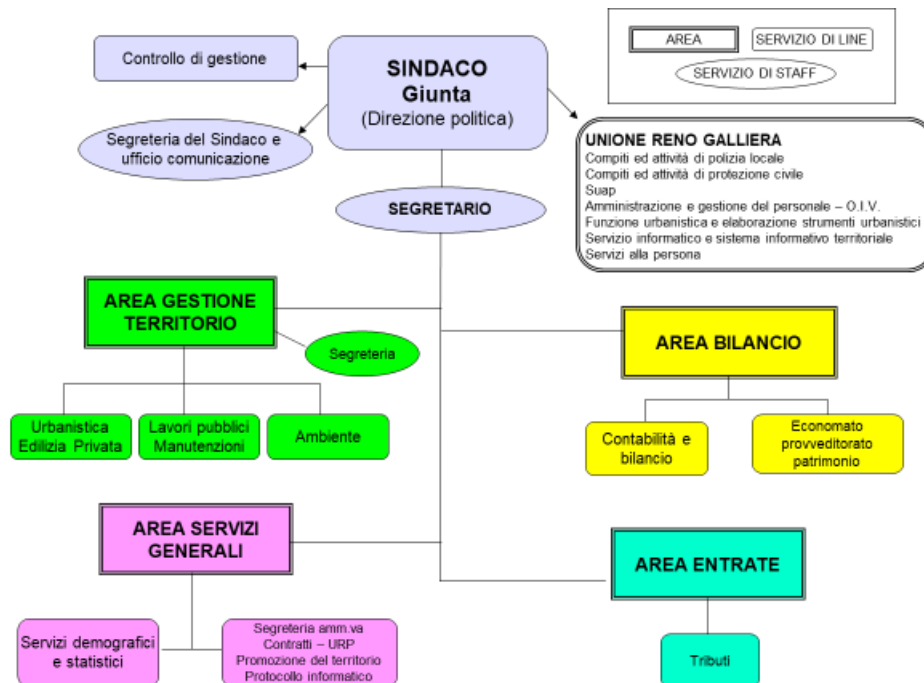 Controllo di gestione
SINDACO
Giunta
(Direzione politica)
AREA
SERVIZIO DI LINE
SERVIZIO DI STAFF
Segreteria del Sindaco e
ufficio comunicazione
UNIONE RENO GALLIERA
Compiti ed attività di polizia locale
Compiti ed attività di protezione civile
Suap
Amministrazione e gestione del personale – O.I.V.
Funzione urbanistica e elaborazione strumenti urbanistici
Servizio informatico e sistema informativo territoriale
Servizi alla persona
SEGRETARIO
AREA GESTIONE
TERRITORIO
Segreteria
AREA BILANCIO
Urbanistica
Edilizia Privata
Lavori pubblici
Manutenzioni
Ambiente
Contabilità e
bilancio
Economato
provveditorato
patrimonio
AREA SERVIZI
GENERALI
AREA ENTRATE
Servizi demografici
e statistici
Segreteria amm.va
Contratti – URP
Promozione del territorio
Protocollo informatico
Tributi